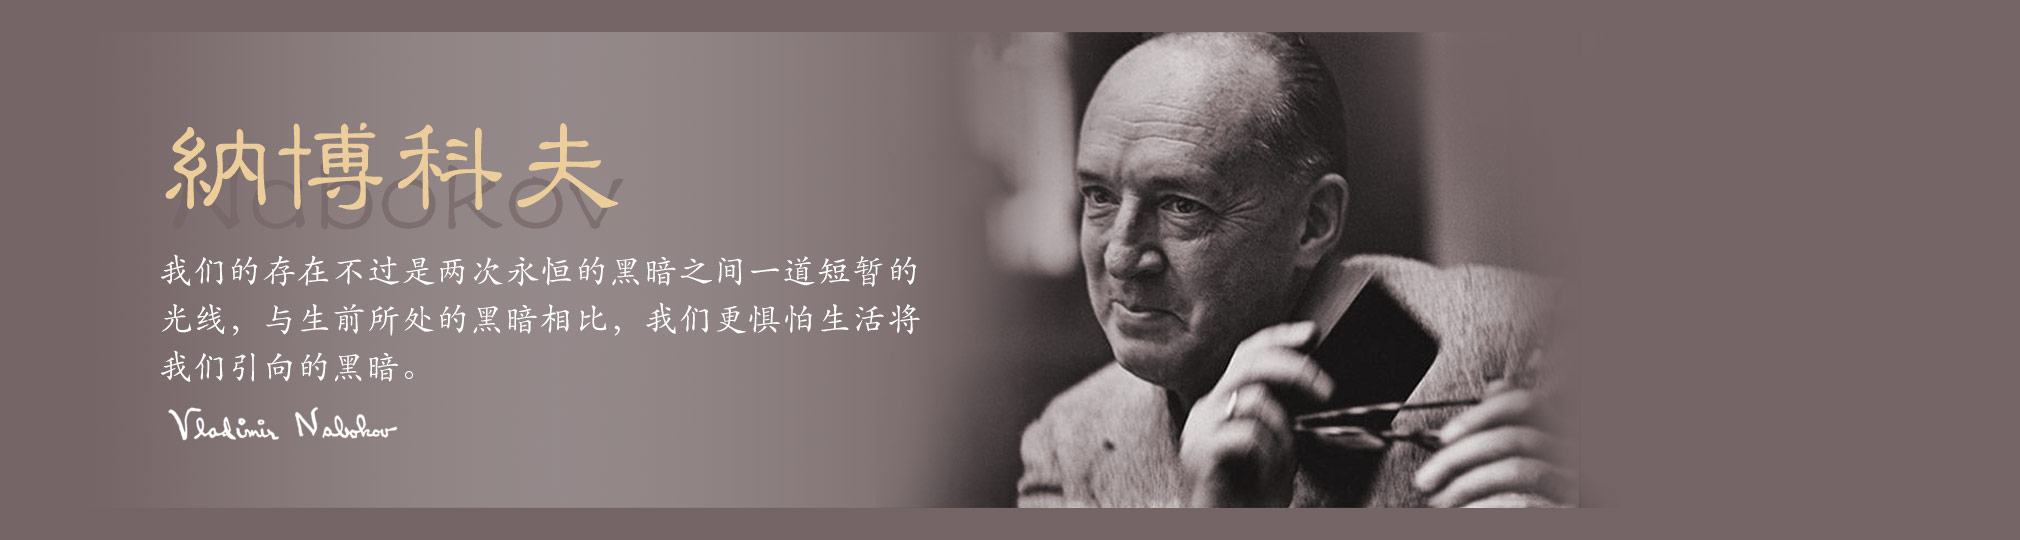 納博科夫
Nabokov
我们的存在不过是两次永恒的黑暗之间一道短暂的
光线，与生前所处的黑暗相比，我们更惧怕生活将
我们引向的黑暗。
Vladimir Nabokov